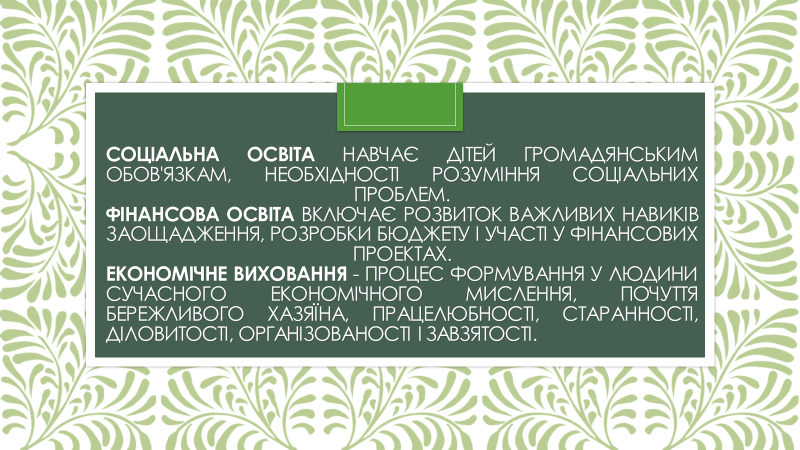 СОЦІАЛЬНА ОСВІТА НАВЧАЄ ДІТЕЙ ГРОМАДЯНСЬКИМ
ОБОВ'ЯЗКАМ, НЕОБХІДНОСТІ РОЗУМІННЯ СОЦІАЛЬНИХ
ПРОБЛЕМ.
ФІНАНСОВА ОСВІТА ВКЛЮЧАЄ РОЗВИТОК ВАЖЛИВИХ НАВИКІВ
ЗАОЩАДЖЕННЯ, РОЗРОБКИ БЮДЖЕТУ І УЧАСТІ У ФІНАНСОВИХ
ПРОЕКТАХ.
ЕКОНОМІЧНЕ ВИХОВАННЯ - ПРОЦЕС ФОРМУВАННЯ У ЛЮДИНИ
СУЧАСНОГО ЕКОНОМІЧНОГО МИСЛЕННЯ, ПОЧУТТЯ
БЕРЕЖЛИВОГО ХАЗЯЇНА, ПРАЦЕЛЮБНОСТІ, СТАРАННОСТІ,
ДІЛОВИТОСТІ, ОРГАНІЗОВАНОСТІ І ЗАВЗЯТОСТІ.